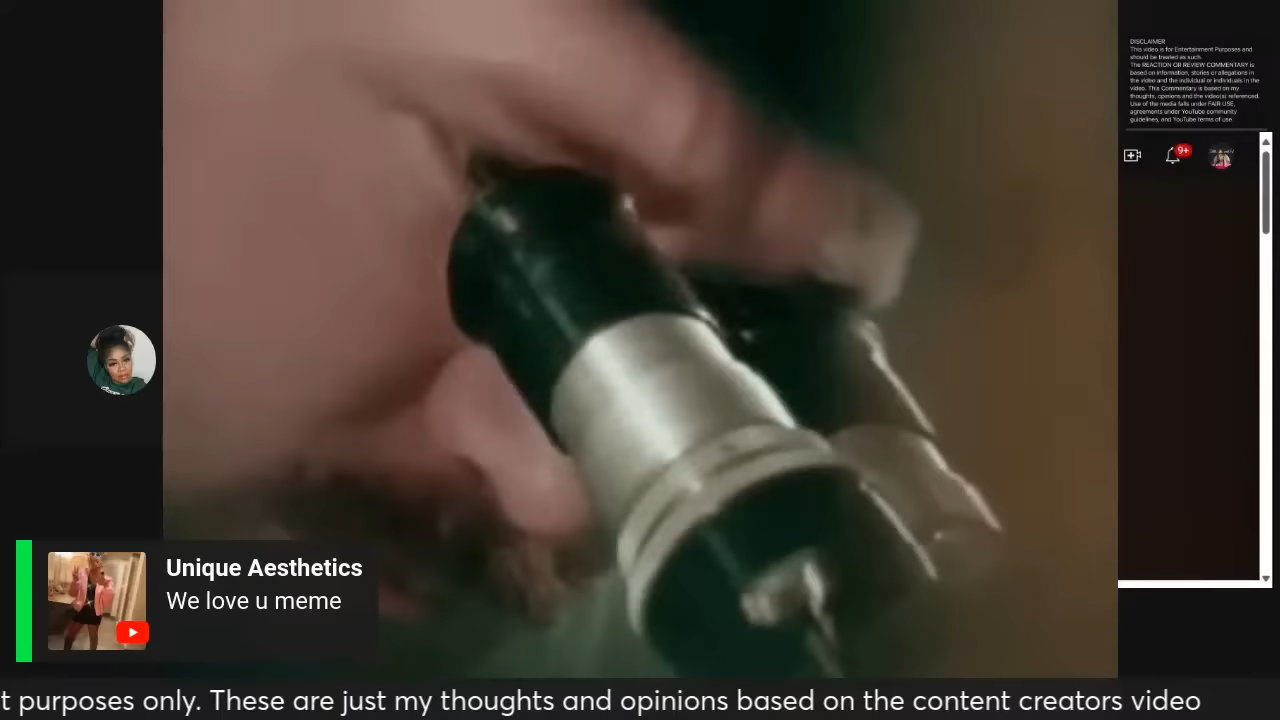 DISCLAIMER
This video is for Entertainment Purposes and
should be treated as such.
The REACTION OR REVIEW COMMENTARY is
based on information, stories or allegations in
the video and the individual or individuals in the
video. This Commentary is based on my
thoughts, opinions and the video(s) referenced.
Use of the media falls under FAIR USE,
agreements under YouTube community
guidelines, and YouTube terms of use
9+
Unique Aesthetics
We love u meme
t purposes only. These are just my thoughts and opinions based on the content creators video